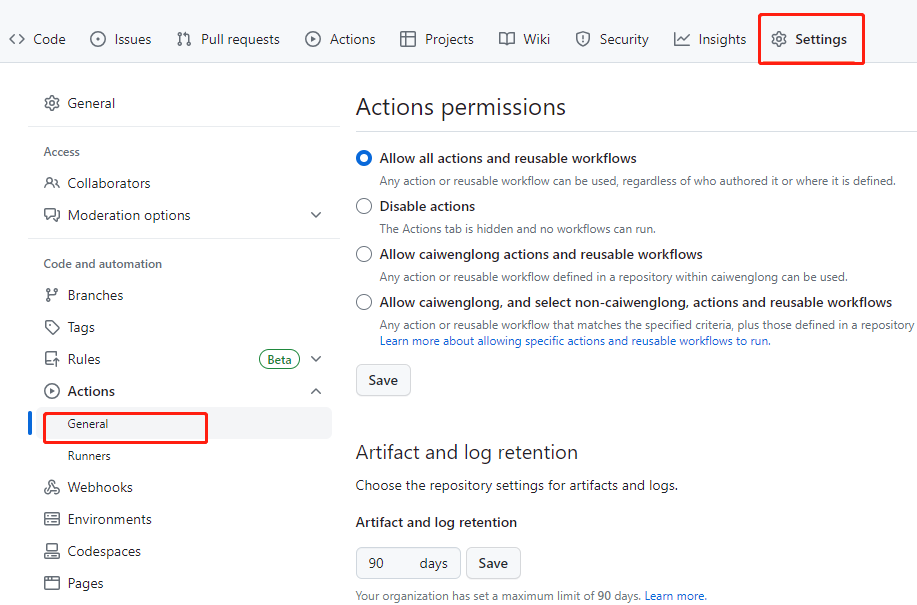 Code Issues Pull requests Actions Projects Wiki Security Insights Settings
General
Access
Collaborators
Moderation options
Code and automation
Branches
Tags
Rules Beta
Actions
General
Runners
Webhooks
Environments
Codespaces
Pages
Actions permissions
Allow all actions and reusable workflows
Any action or reusable workflow can be used, regardless of who authored it or where it is defined.
Disable actions
The Actions tab is hidden and no workflows can run.
Allow caiwenglong actions and reusable workflows
Any action or reusable workflow defined in a repository within caiwenglong can be used.
Allow caiwenglong, and select non-caiwenglong, actions and reusable workflows
Any action or reusable workflow that matches the specified criteria, plus those defined in a repository
Learn more about allowing specific actions and reusable workflows to run.
Save
Artifact and log retention
Choose the repository settings for artifacts and logs.
Artifact and log retention
90 days Save
Your organization has set a maximum limit of 90 days. Learn more.